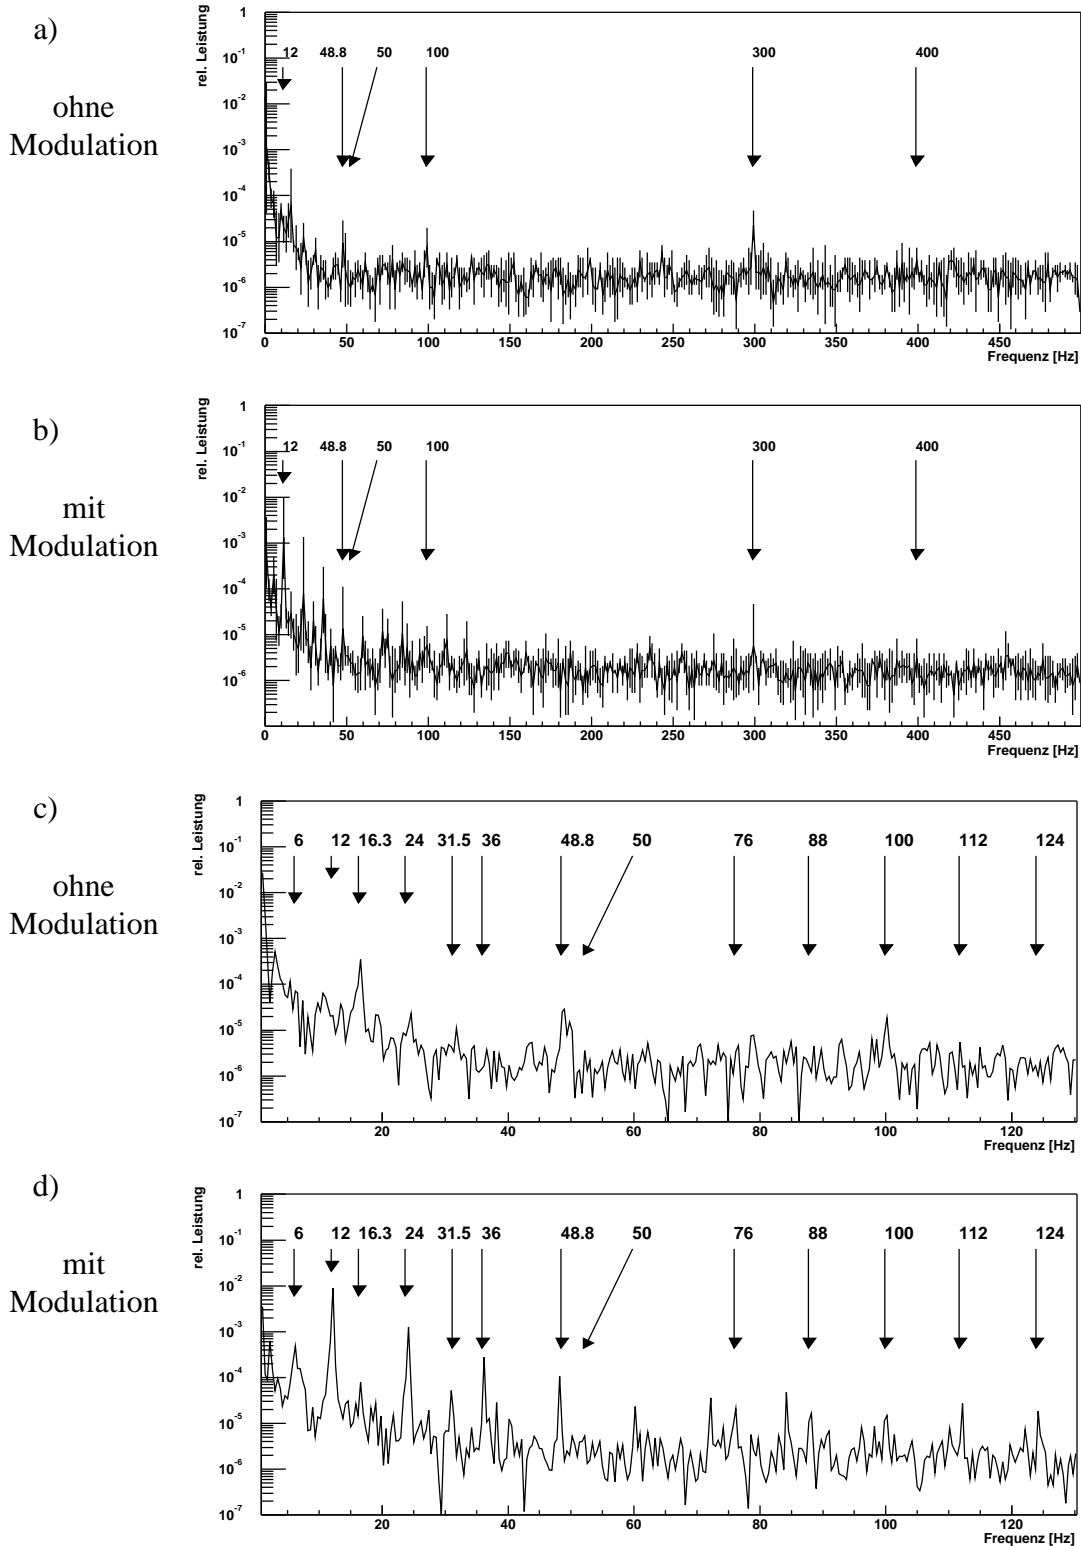 a)
ohne
Modulation
rel. Leistung
1
10^-1
10^-2
10^-3
10^-4
10^-5
10^-6
10^-7
12 48.8 50 100 300 400
0 50 100 150 200 250 300 350 400 450
Frequenz [Hz]
b)
mit
Modulation
rel. Leistung
1
10^-1
10^-2
10^-3
10^-4
10^-5
10^-6
12 48.8 50 100 300 400
0 50 100 150 200 250 300 350 400 450
Frequenz [Hz]
c)
ohne
Modulation
rel. Leistung
1
10^-1
10^-2
10^-3
10^-4
10^-5
10^-6
10^-7
6 12 16.3 24 31.5 36 48.8 50 76 88 100 112 124
20 40 60 80 100 120
Frequenz [Hz]
d)
mit
Modulation
rel. Leistung
1
10^-1
10^-2
10^-3
10^-4
10^-5
10^-6
10^-7
6 12 16.3 24 31.5 36 48.8 50 76 88 100 112 124
20 40 60 80 100 120
Frequenz [Hz]